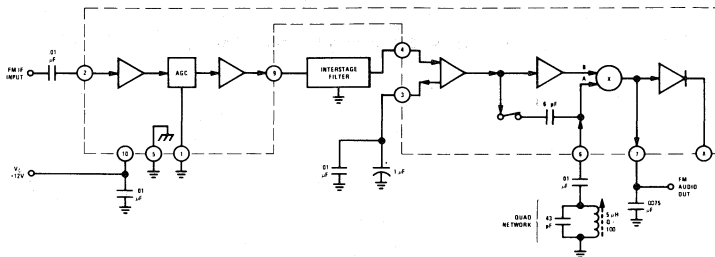 FM IF
INPUT
.01
µF
2
AGC
9
INTERSTAGE
FILTER
4
3
B
A
X
6 pF
10
5
1
+12V
.01
µF
.01
µF
+
1 µF
6
7
8
.01
µF
FM
AUDIO
OUT
.0075
µF
QUAD
NETWORK
43
pF
5 µH
Q
100